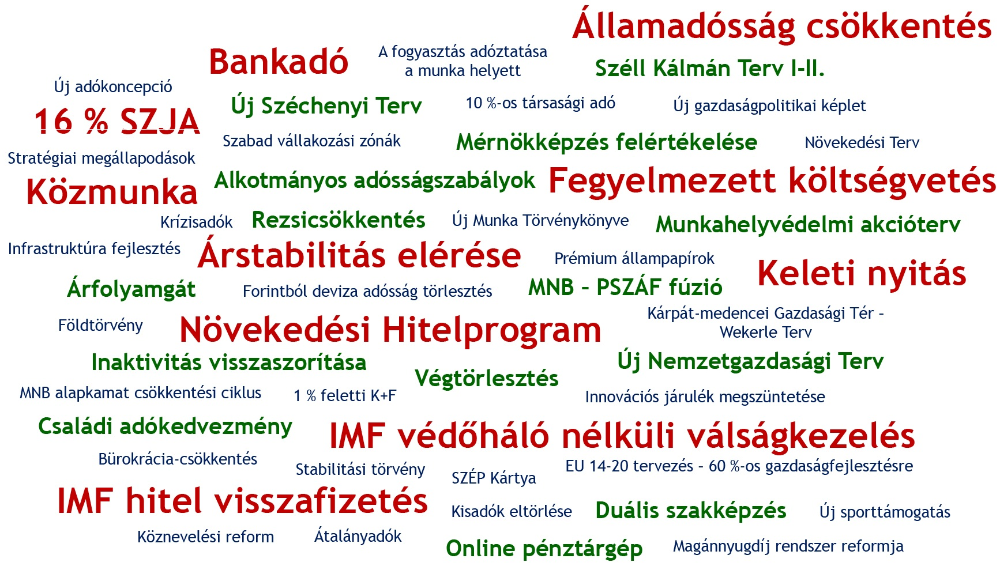 Államadósság csökkentés
Bankadó
A fogyasztás adóztatása
a munka helyett
Széll Kálmán Terv I-II.
Új adókoncepció
Új Széchenyi Terv
10 %-os társasági adó
Új gazdaságpolitikai képlet
16 % SZJA
Szabad vállakozási zónák
Mérnökképzés felértékelése
Növekedési Terv
Stratégiai megállapodások
Közmunka
Alkotmányos adósságszabályok
Fegyelmezett költségvetés
Krízisadók
Rezsicsökkentés
Új Munka Törvénykönyve
Munkahelyvédelmi akcióterv
Infrastruktúra fejlesztés
Árstabilitás elérése
Prémium állampapírok
Keleti nyitás
Árfolyamgát
Forintból deviza adósság törlesztés
MNB – PSZÁF fúzió
Földtörvény
Növekedési Hitelprogram
Kárpát-medencei Gazdasági Tér –
Wekerle Terv
Inaktivitás visszaszorítása
Végtörlesztés
Új Nemzetgazdasági Terv
MNB alapkamat csökkentési ciklus
1 % feletti K+F
Innovációs járulék megszüntetése
Családi adókedvezmény
IMF védőháló nélküli válságkezelés
Bürokrácia-csökkentés
Stabilitási törvény
SZÉP Kártya
EU 14-20 tervezés – 60 %-os gazdaságfejlesztésre
IMF hitel visszafizetés
Kisadók eltörlése
Duális szakképzés
Új sporttámogatás
Köznevelési reform
Átalányadók
Online pénztárgép
Magánnyugdíj rendszer reformja